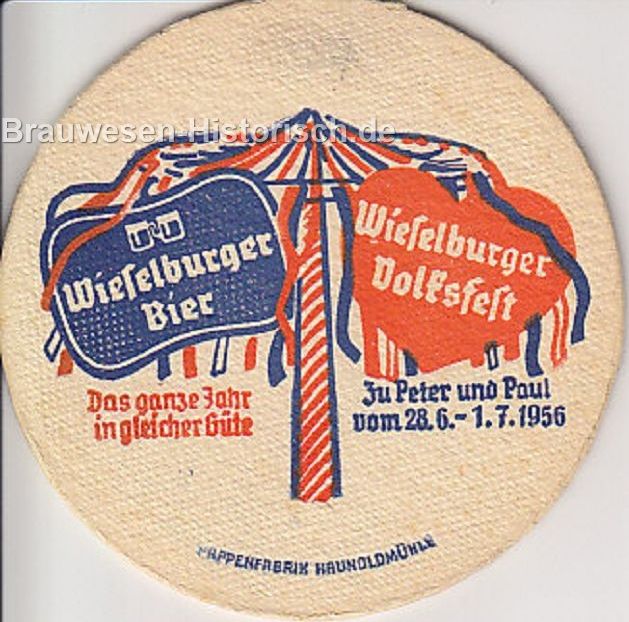 Brauwesen-Historisch.de
Wieselburger
Bier
Wieselburger
Volksfest
Das ganze Jahr
in gleicher Güte
Zu Peter und Paul
vom 28.6.-1.7.1956
PAPPENFABRIK HAUNOLDMÜHLE